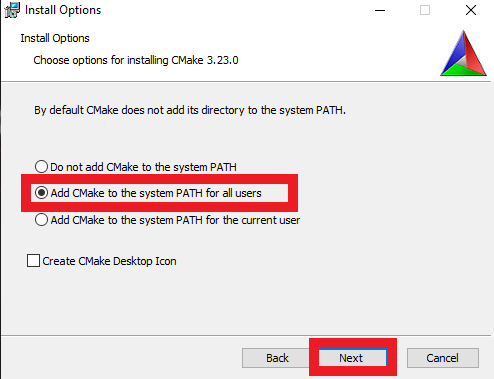 Install Options
Install Options
Choose options for installing CMake 3.23.0
By default CMake does not add its directory to the system PATH.
Do not add CMake to the system PATH
Add CMake to the system PATH for all users
Add CMake to the system PATH for the current user
Create CMake Desktop Icon
Back Next Cancel